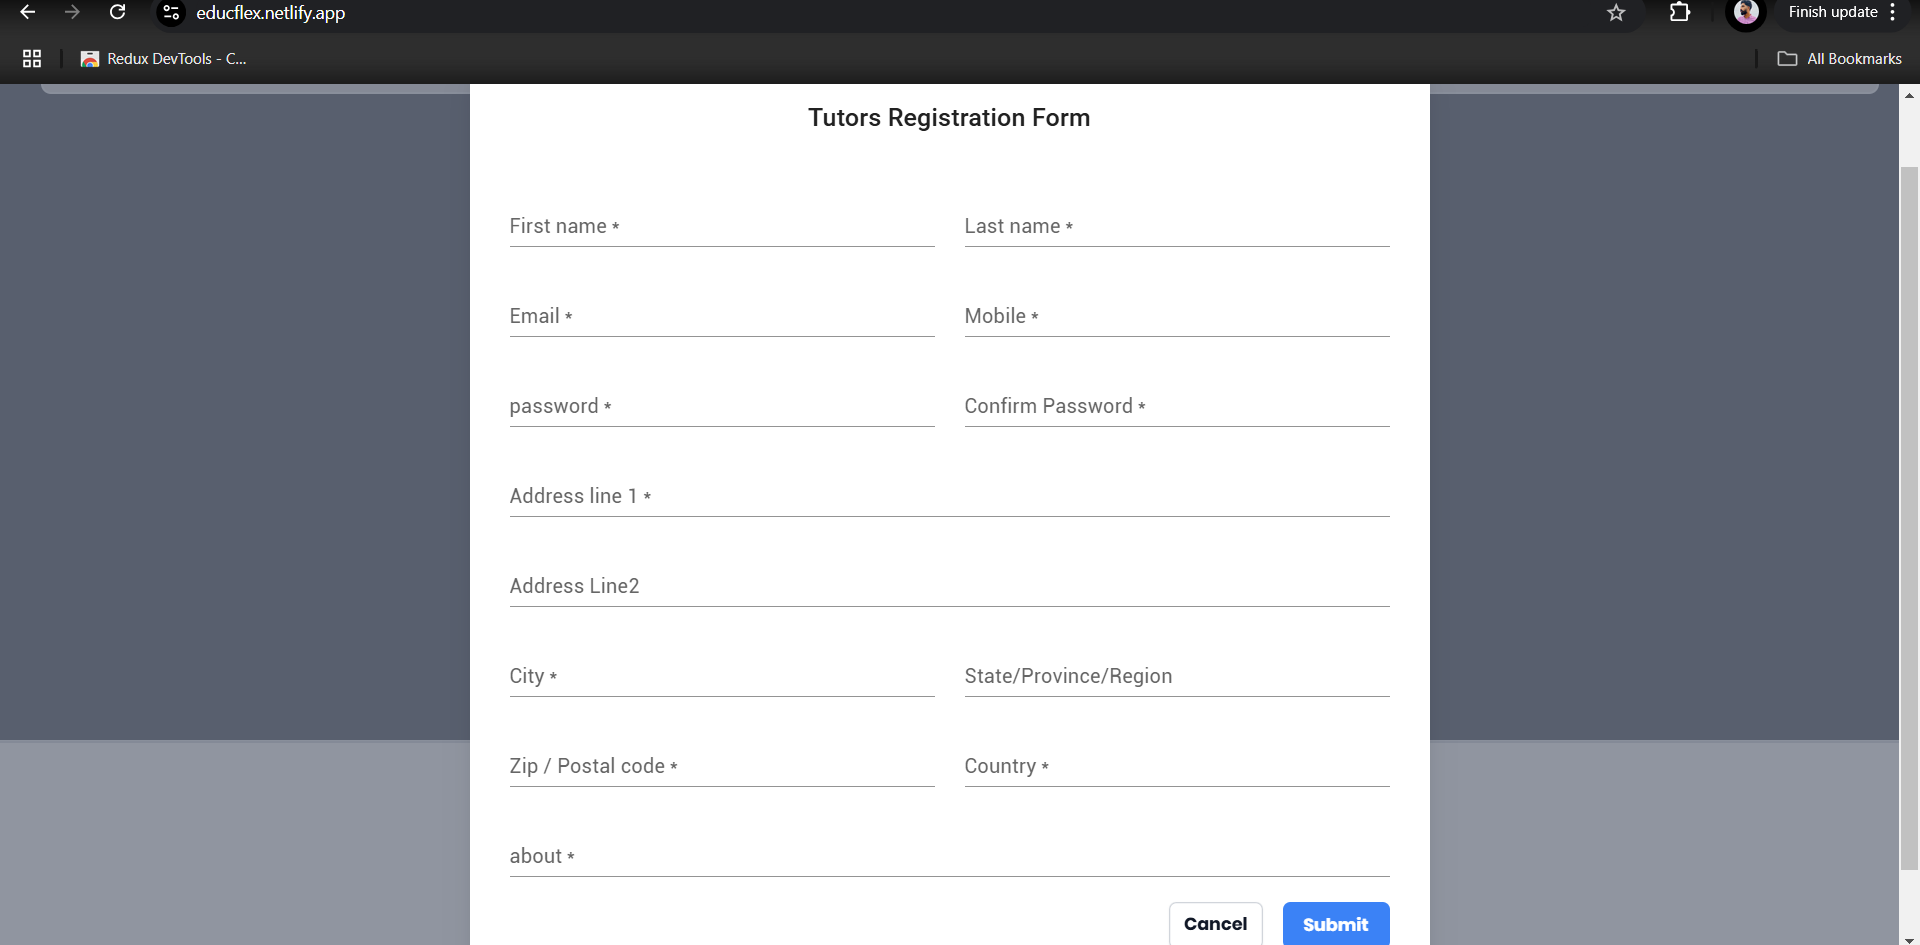 educflex.netlify.app
Finish update
Redux DevTools - C...
All Bookmarks
Tutors Registration Form
First name *
Last name *
Email *
Mobile *
password *
Confirm Password *
Address line 1 *
Address Line2
City *
State/Province/Region
Zip / Postal code *
Country *
about *
Cancel
Submit